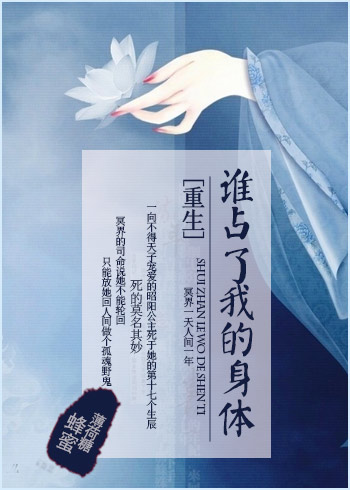 谁占了我的身体
[重生]
SHUI ZHAN LE WO DE SHEN TI
冥界一天人间一年
一向不得天子宠爱的昭阳公主死于她的第十七个生辰
死的莫名其妙
冥界的司命说她不能轮回
只能放她回人间做个孤魂野鬼
薄荷糖
蜂蜜